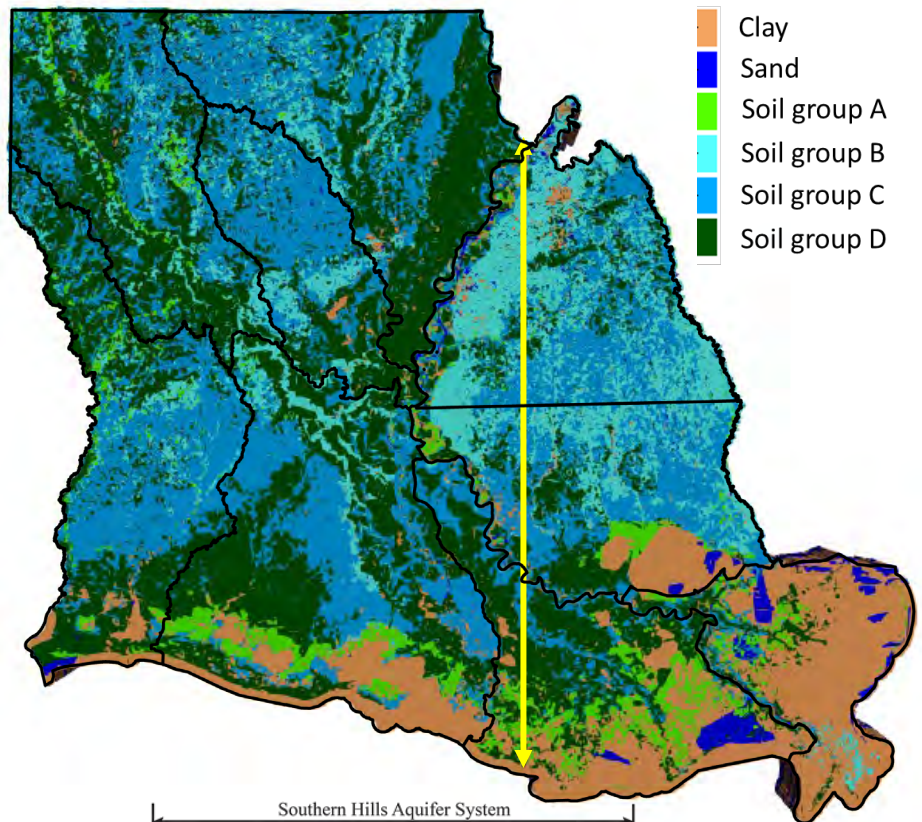 Clay
Sand
Soil group A
Soil group B
Soil group C
Soil group D
Southern Hills Aquifer System